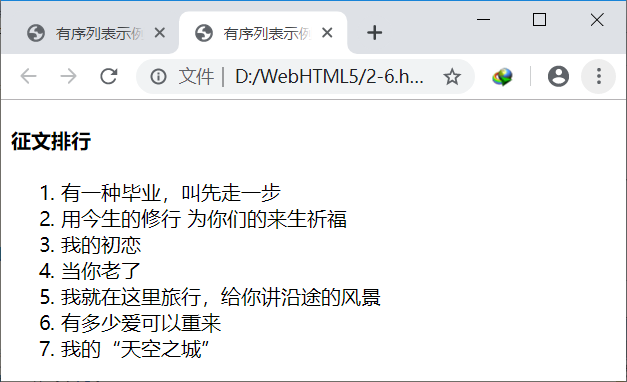 有序列表示例
有序列表示例
文件 | D:/WebHTML5/2-6.h...
征文排行
1. 有一种毕业，叫先走一步
2. 用今生的修行 为你们的来生祈福
3. 我的初恋
4. 当你老了
5. 我就在这里旅行，给你讲沿途的风景
6. 有多少爱可以重来
7. 我的“天空之城”